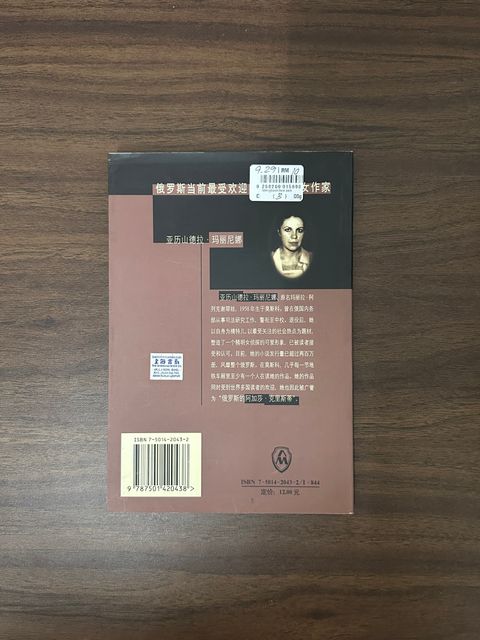 俄罗斯当前最受欢迎
女作家
亚历山德拉·玛丽尼娜
亚历山德拉·玛丽尼娜，原名玛丽拉·阿
列克谢耶娃，1956年生于莫斯科，曾在俄国内务
部从事司法研究工作，警衔至中校。退役后，她
以自身为模特儿，以最受关注的社会热点为题材，
塑造了一个精明女侦探的可爱形象，已被读者接
受和认可。目前，她的小说发行量已超过两百万
册，风靡整个俄罗斯。在莫斯科，几乎每一节地
铁车厢里至少有一个人在读她的作品。她的作品
同时受到世界多国读者的欢迎，她也因此被广誉
为“俄罗斯的阿加莎·克里斯蒂”。
ISBN 7-5014-2043-2
9 787501 420438 >
ISBN 7-5014-2043-2/I·844
定价：12.00 元